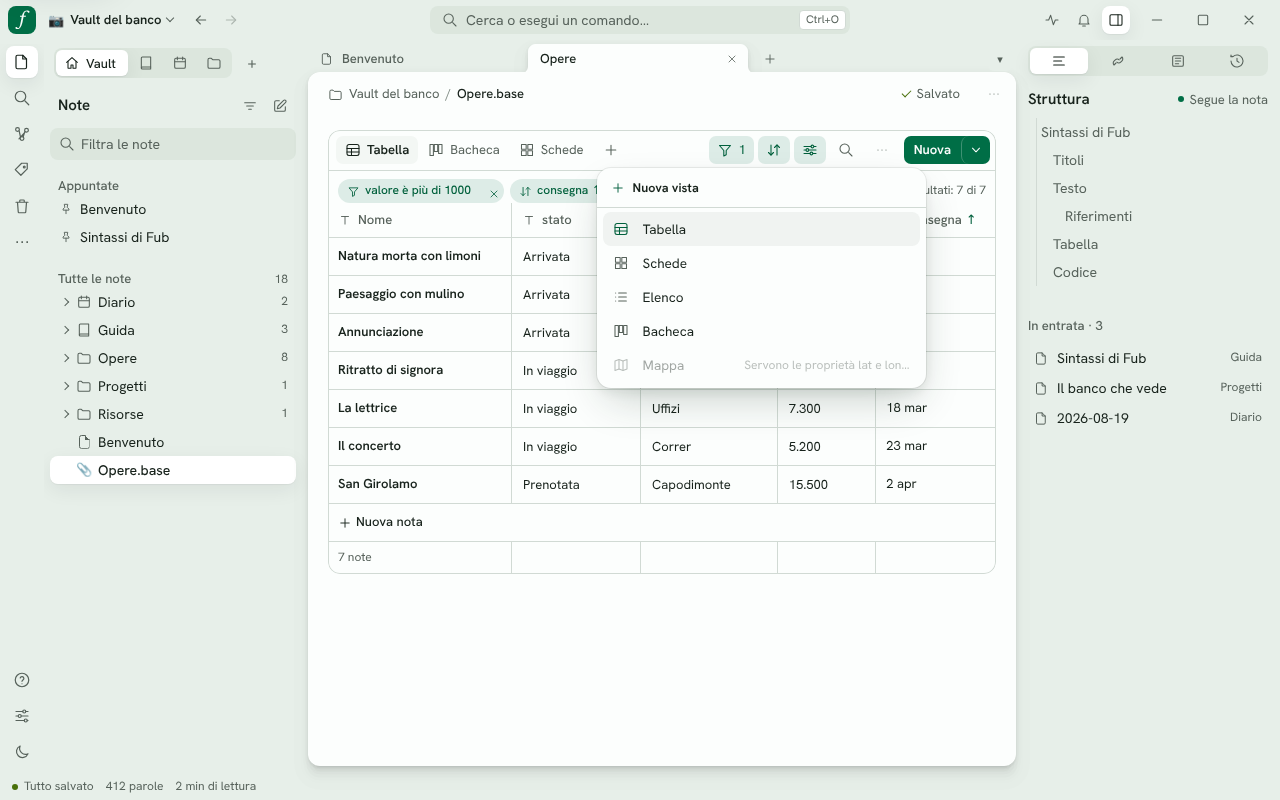 Vault del banco
Cerca o esegui un comando...
Ctrl+O
Vault
Benvenuto
Opere
Note
Filtra le note
Appuntate
Benvenuto
Sintassi di Fub
Tutte le note 18
Diario 2
Guida 3
Opere 8
Progetti 1
Risorse 1
Benvenuto
Opere.base
Vault del banco / Opere.base
Salvato
Tabella
Bacheca
Schede
1
Nuova
valore è più di 1000
consegna
7 di 7
Nome
stato
Natura morta con limoni Arrivata
Paesaggio con mulino Arrivata
Annunciazione Arrivata
Ritratto di signora In viaggio
La lettrice In viaggio Uffizi 7.300 18 mar
Il concerto In viaggio Correr 5.200 23 mar
San Girolamo Prenotata Capodimonte 15.500 2 apr
Nuova nota
7 note
Nuova vista
Tabella
Schede
Elenco
Bacheca
Mappa Servono le proprietà lat e lon...
Struttura
Segue la nota
Sintassi di Fub
Titoli
Testo
Riferimenti
Tabella
Codice
In entrata · 3
Sintassi di Fub Guida
Il banco che vede Progetti
2026-08-19 Diario
Tutto salvato 412 parole 2 min di lettura